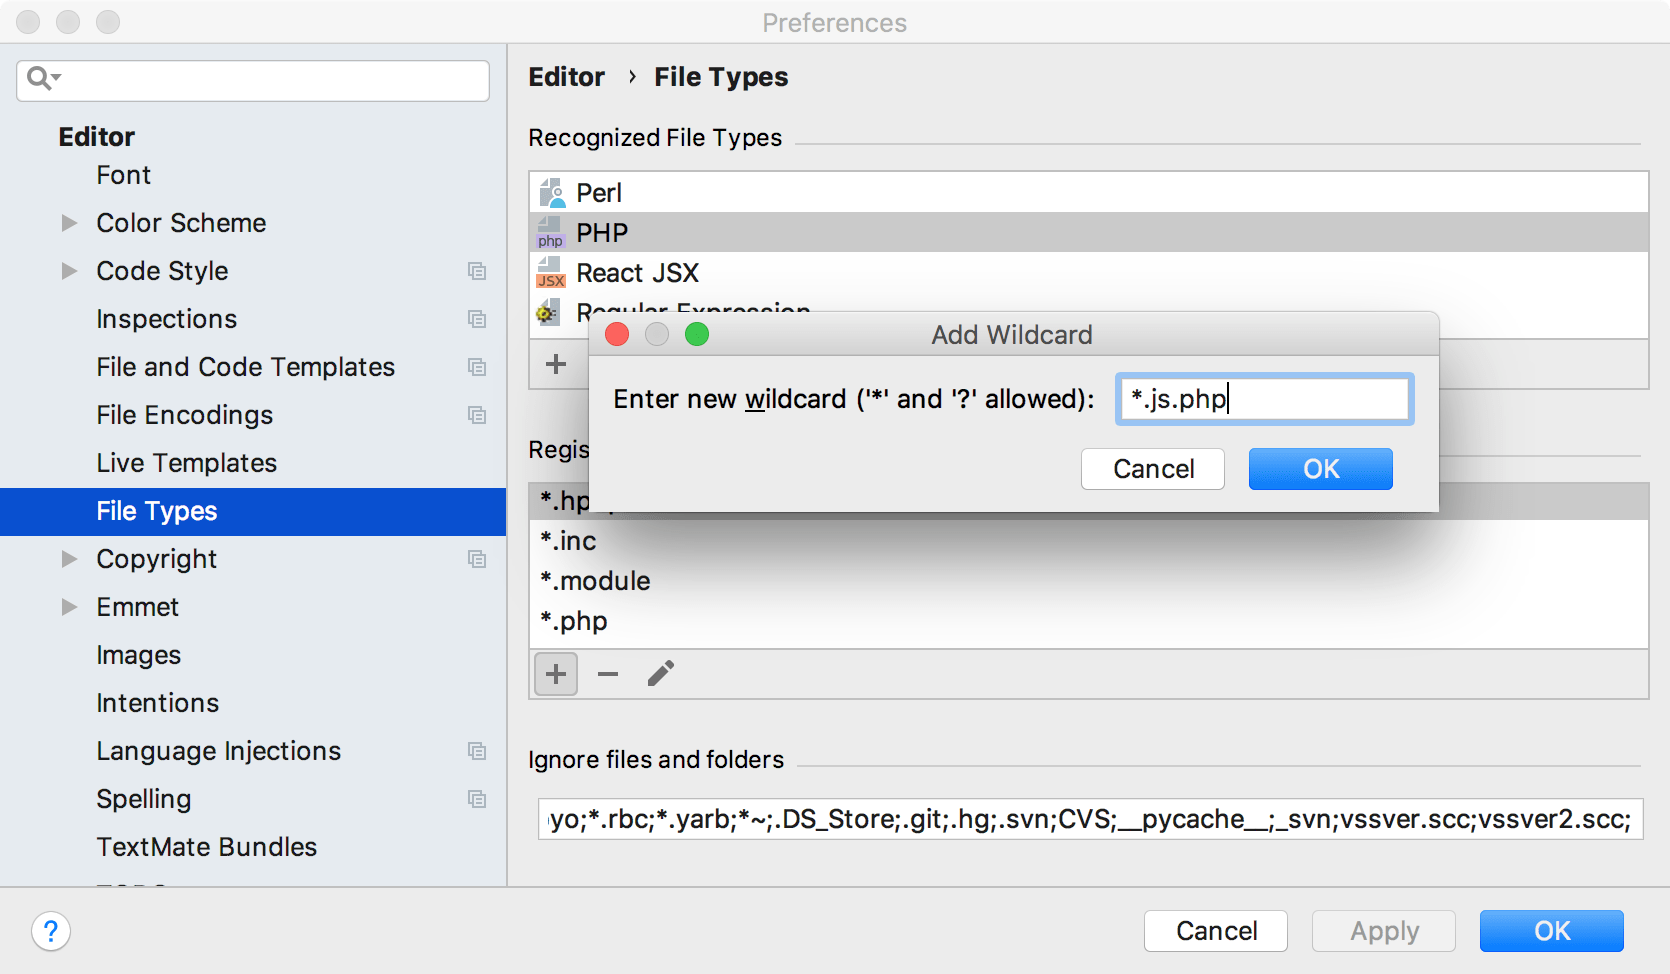 Preferences
Editor
Font
Color Scheme
Code Style
Inspections
File and Code Templates
File Encodings
Live Templates
File Types
Copyright
Emmet
Images
Intentions
Language Injections
Spelling
TextMate Bundles
Editor › File Types
Recognized File Types
Perl
php PHP
JSX React JSX
Regular Expression
Add Wildcard
Enter new wildcard ('*' and '?' allowed): *.js.php
Cancel OK
Regis
*.hp
*.inc
*.module
*.php
Ignore files and folders
yo;*.rbc;*.yarb;*~;.DS_Store;.git;.hg;.svn;CVS;__pycache__;_svn;vssver.scc;vssver2.scc;
? Cancel Apply OK